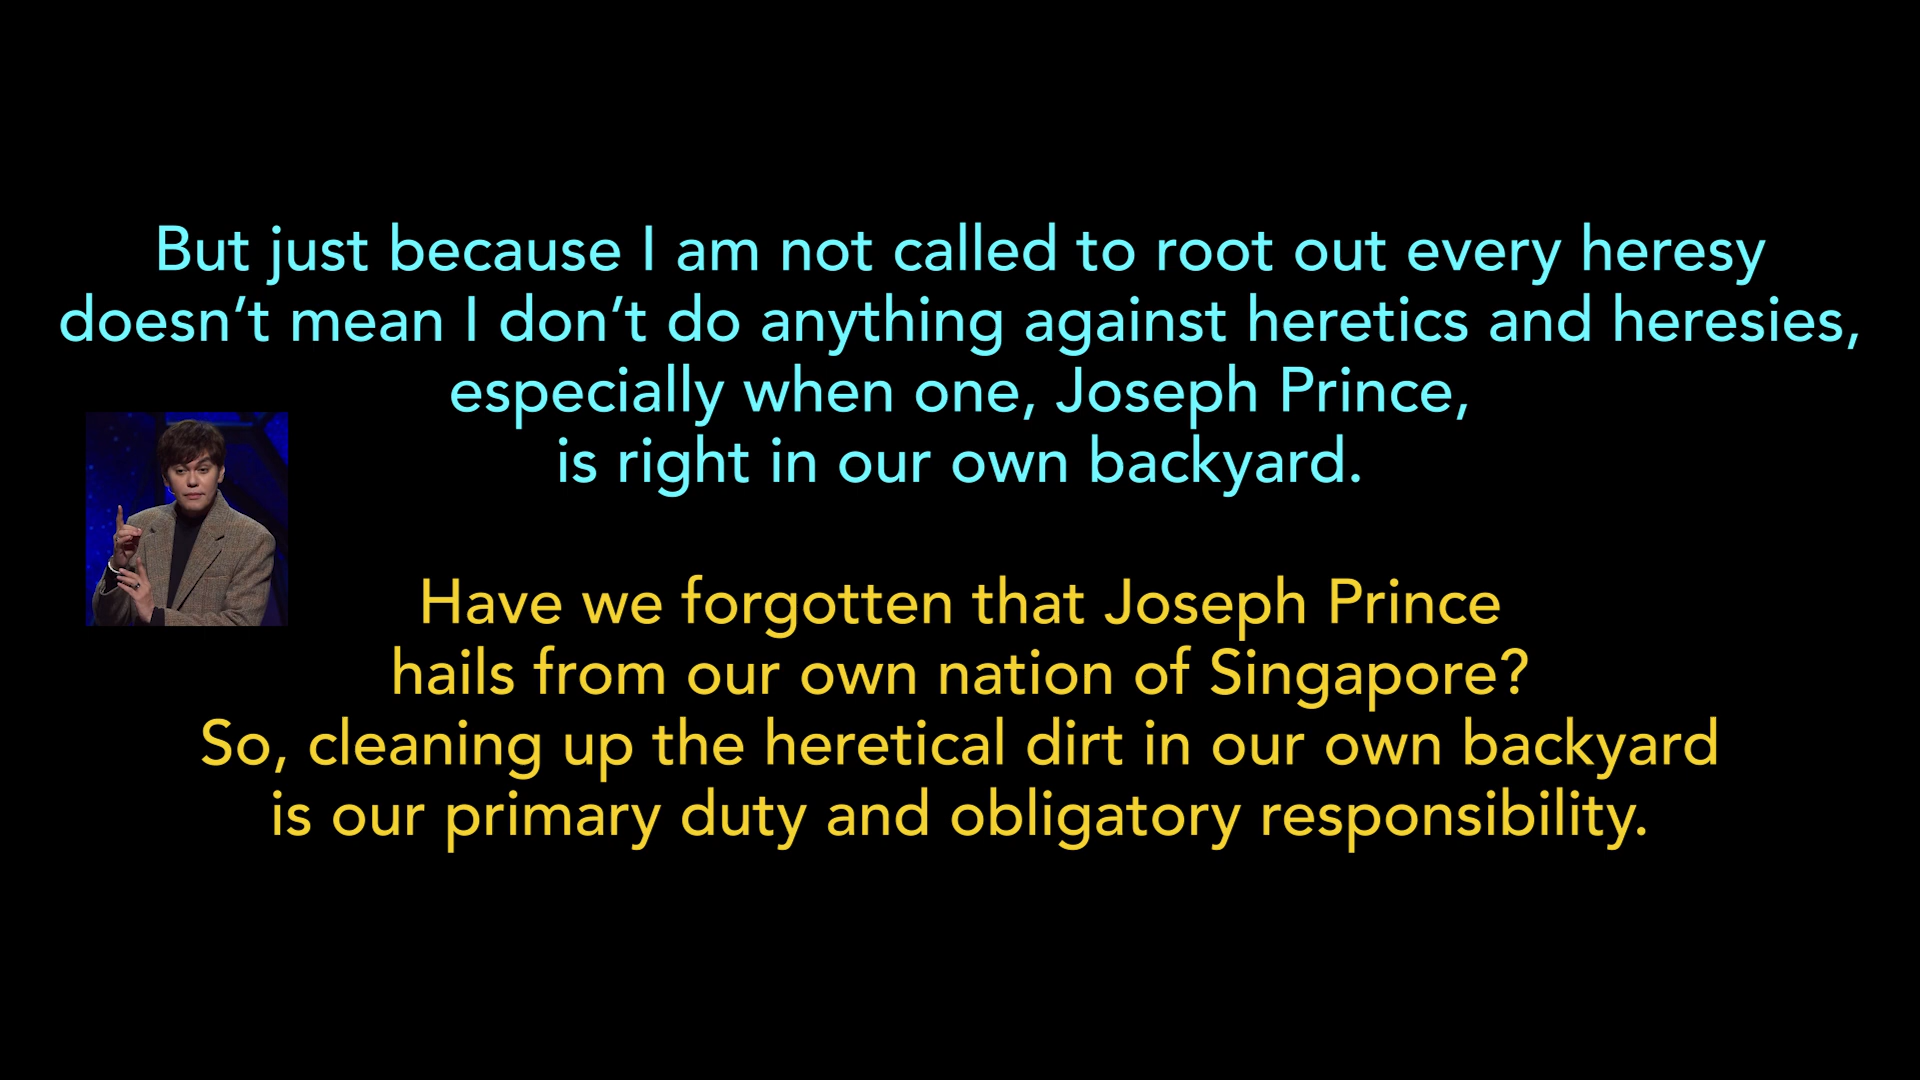 But just because I am not called to root out every heresy
doesn’t mean I don’t do anything against heretics and heresies,
especially when one, Joseph Prince,
is right in our own backyard.
Have we forgotten that Joseph Prince
hails from our own nation of Singapore?
So, cleaning up the heretical dirt in our own backyard
is our primary duty and obligatory responsibility.